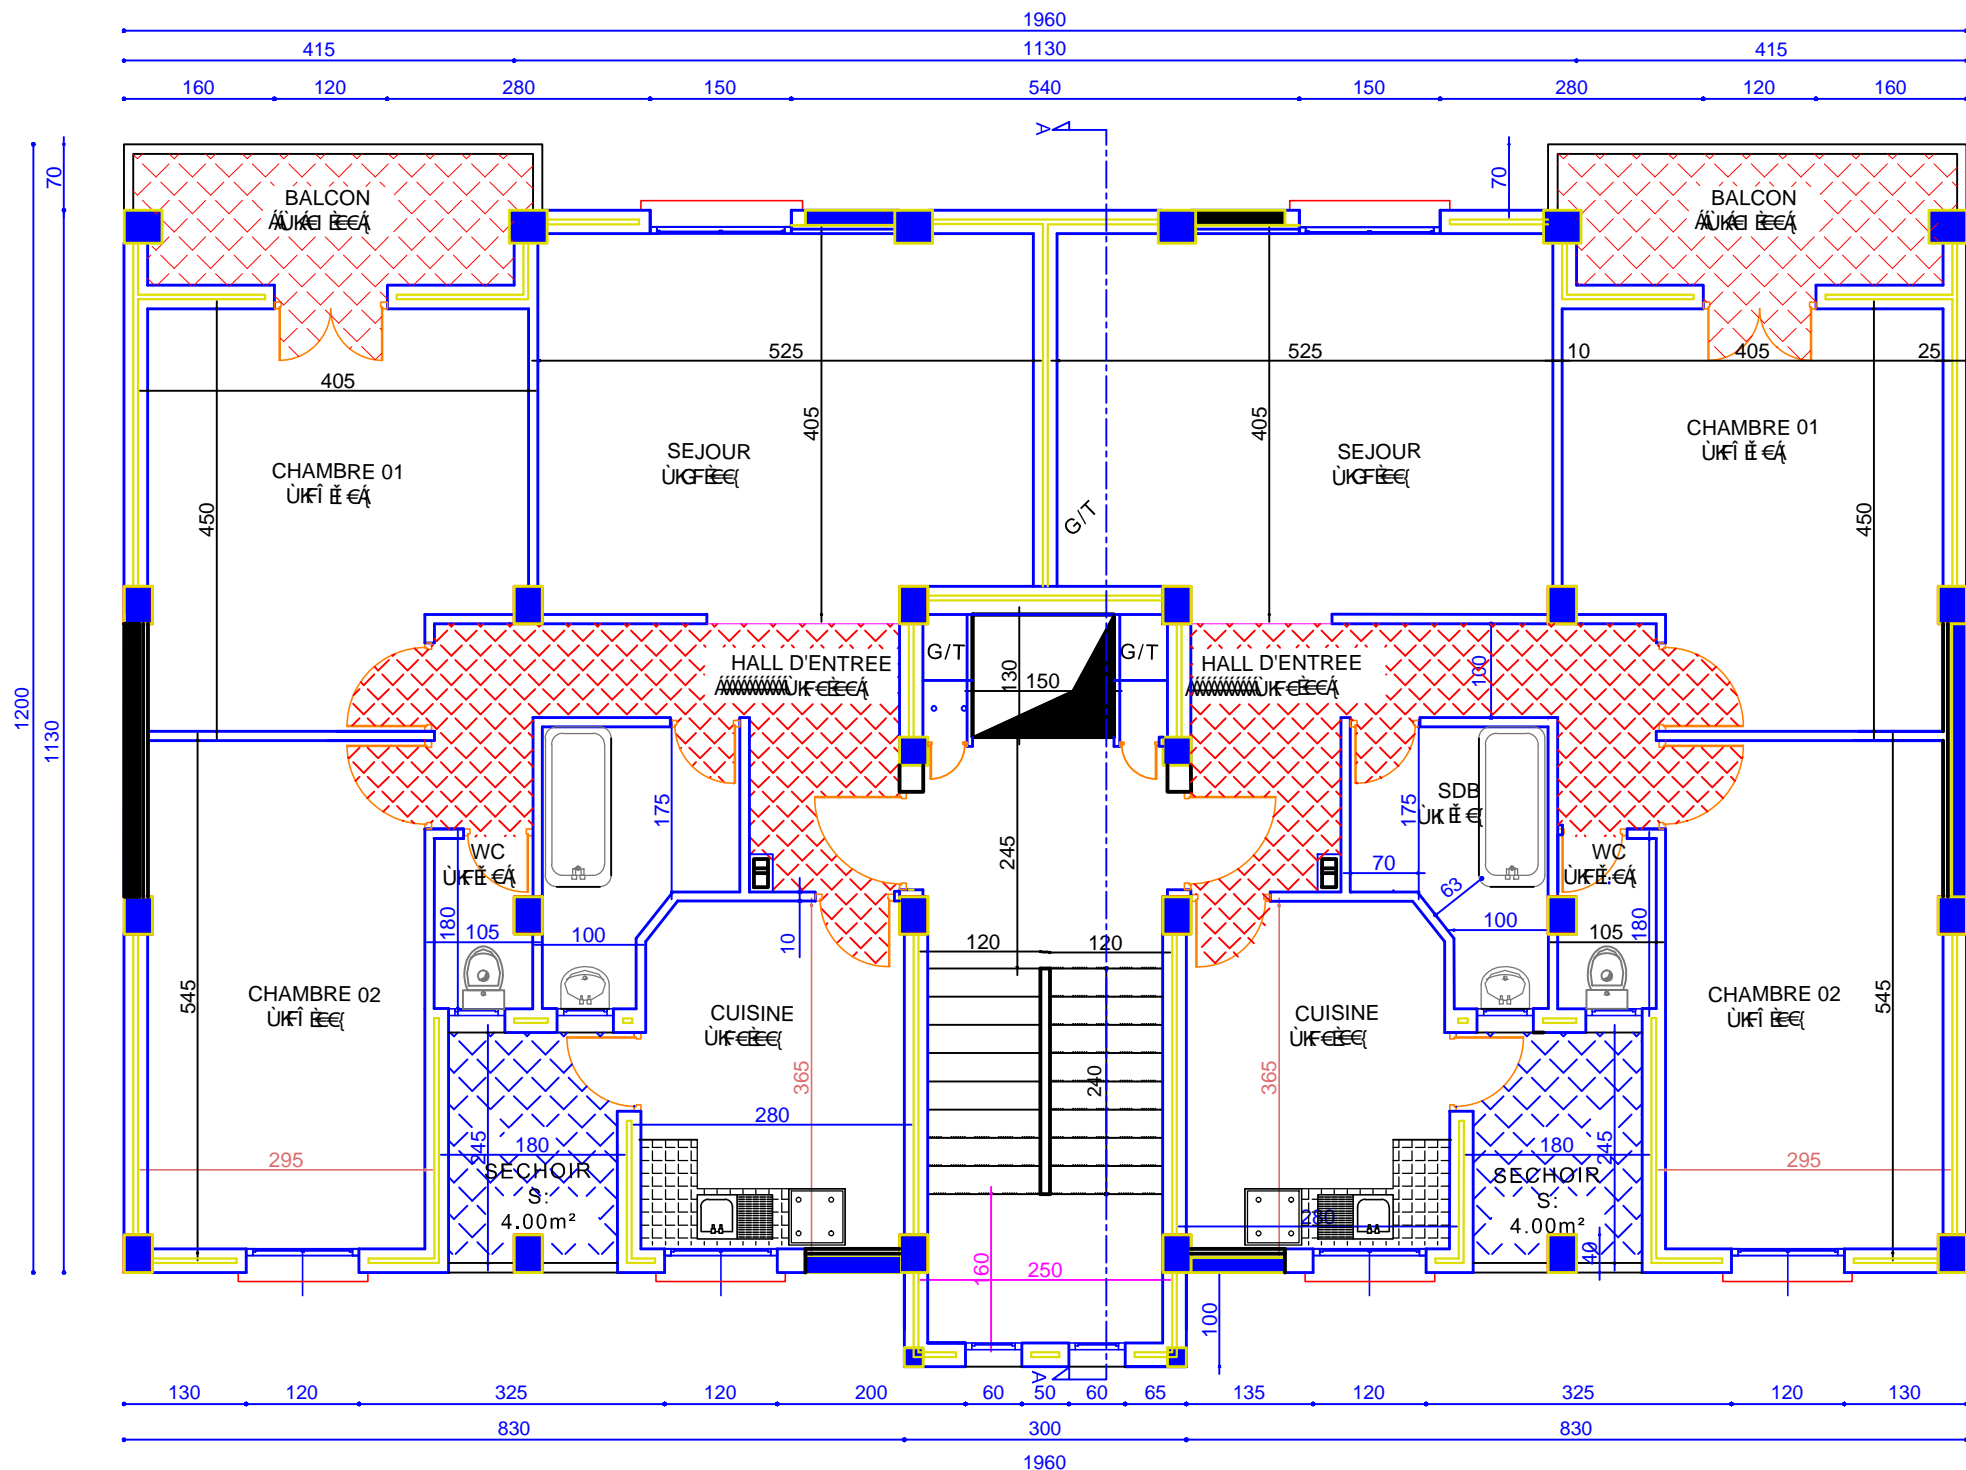 1960
415 1130 415
160 120 280 150 540 150 280 120 160
A
70 70
BALCON BALCON
525 525 10 405 25
405
405 405
SEJOUR SEJOUR
CHAMBRE 01 CHAMBRE 01
450 G/T 450
HALL D'ENTREE G/T 130 150 G/T HALL D'ENTREE 100
1200 1130
175 SDB 175
WC 245 70 WC
63
180 105 100 10 120 120 100 105 180
545 CHAMBRE 02 CUISINE CUISINE CHAMBRE 02 545
365 240 365
280
295 245 180 180 245 295
SECHOIR SECHOIR
S: S:
4.00m² 4.00m²
280
160 250 40
100
A
130 120 325 120 200 60 50 60 65 135 120 325 120 130
830 300 830
1960